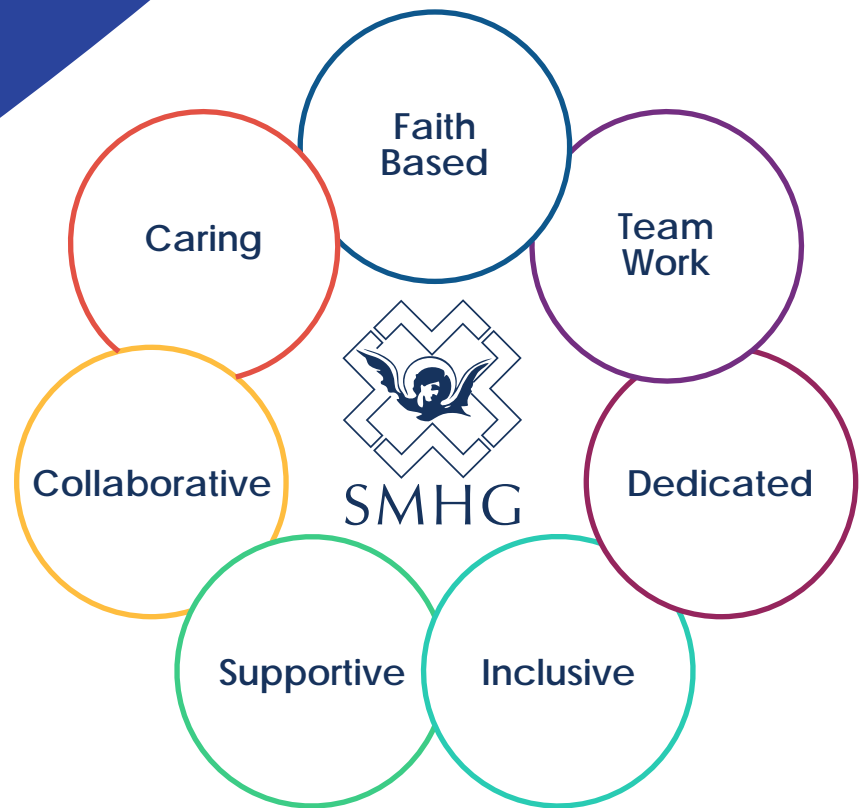 Faith
Based
Team
Work
Dedicated
Inclusive
Supportive
Collaborative
Caring
SMHG